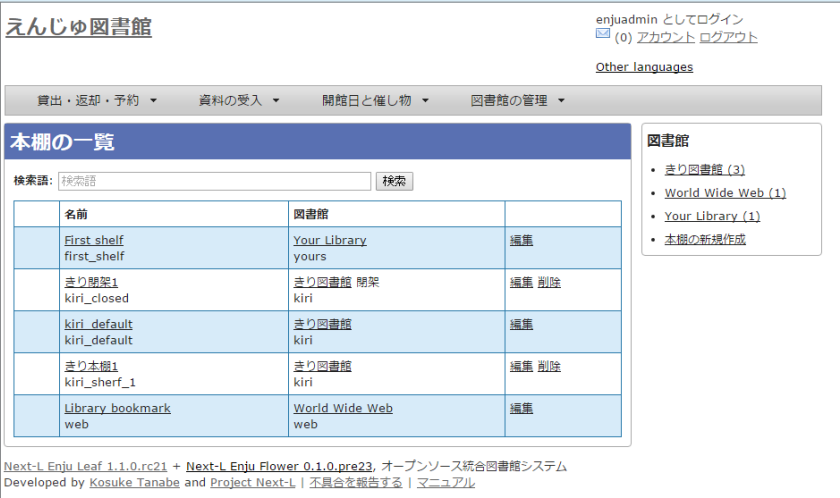 えんじゅ図書館
enjuadmin としてログイン
(0) アカウント ログアウト
Other languages
貸出・返却・予約 ▼ 資料の受入 ▼ 開館日と催し物 ▼ 図書館の管理 ▼
本棚の一覧
検索語: 検索語 検索
名前 図書館
First shelf Your Library 編集
first_shelf yours
きり閉架1 きり図書館 閉架 編集 削除
kiri_closed kiri
kiri_default きり図書館 編集
kiri_default kiri
きり本棚1 きり図書館 編集 削除
kiri_sherf_1 kiri
Library bookmark World Wide Web 編集
web web
図書館
• きり図書館 (3)
• World Wide Web (1)
• Your Library (1)
• 本棚の新規作成
Next-L Enju Leaf 1.1.0.rc21 + Next-L Enju Flower 0.1.0.pre23, オープンソース統合図書館システム
Developed by Kosuke Tanabe and Project Next-L | 不具合を報告する | マニュアル